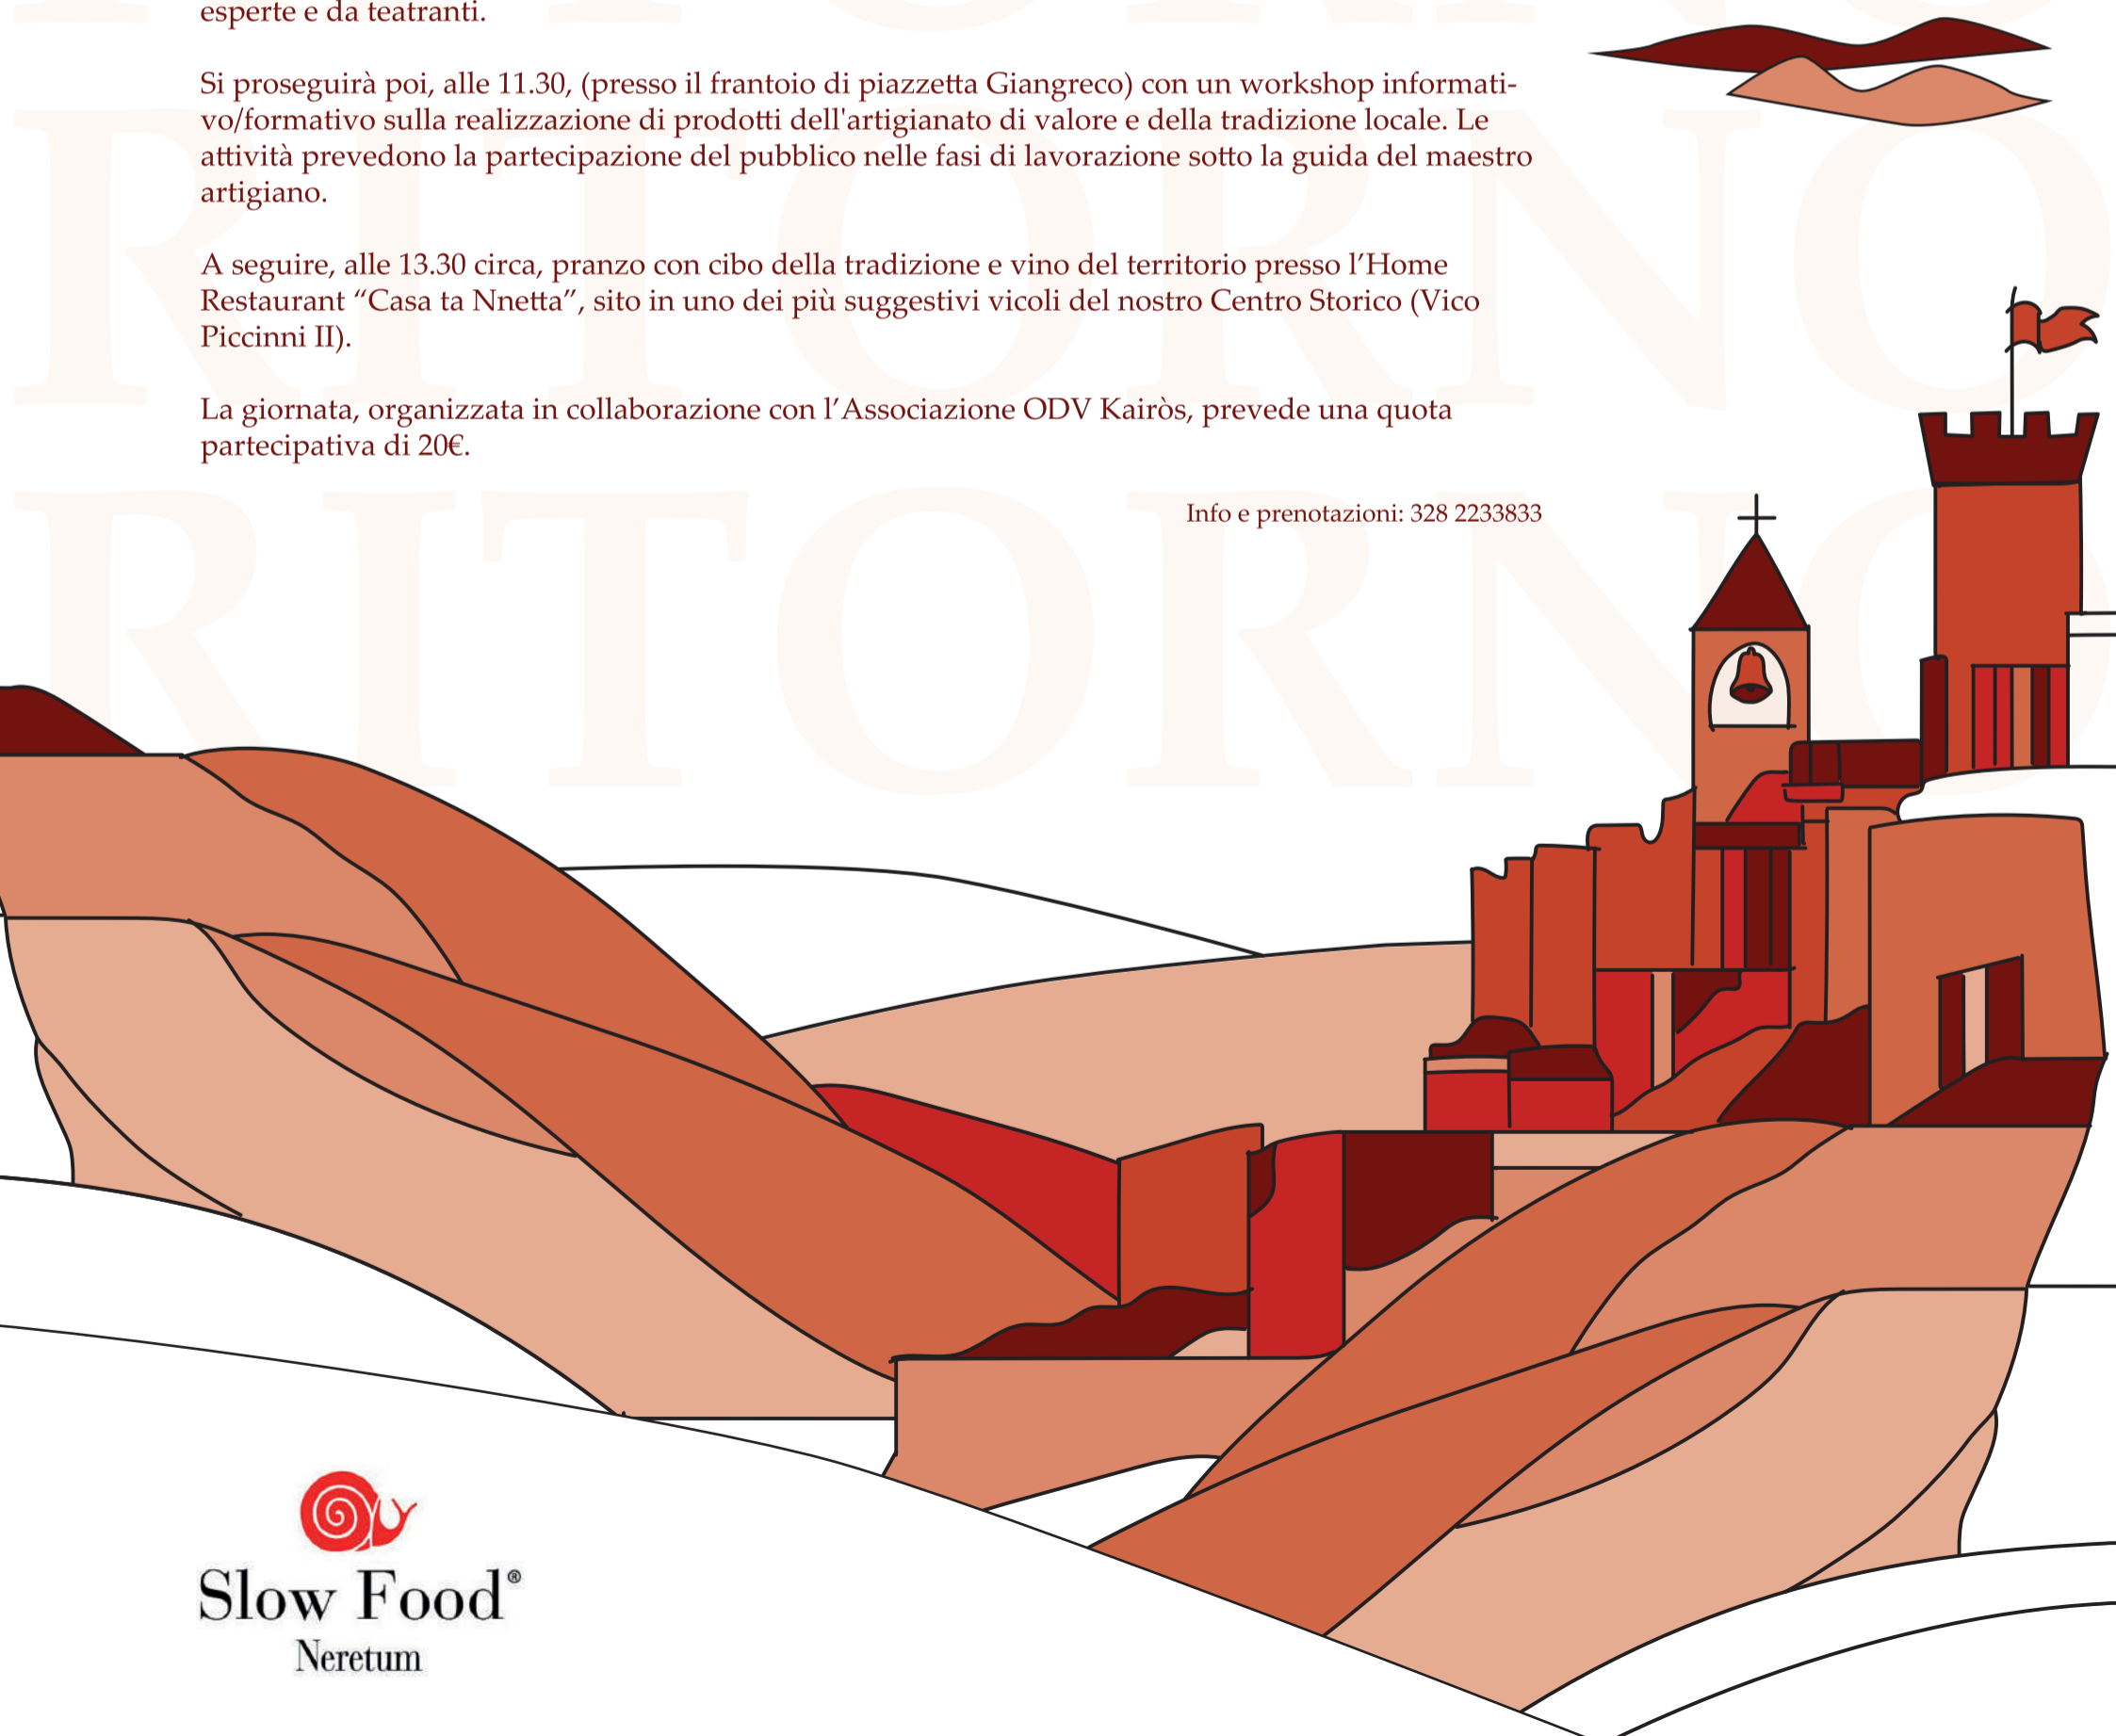 esperte e da teatranti.
Si proseguirà poi, alle 11.30, (presso il frantoio di piazzetta Giangreco) con un workshop informati-
vo/formativo sulla realizzazione di prodotti dell'artigianato di valore e della tradizione locale. Le
attività prevedono la partecipazione del pubblico nelle fasi di lavorazione sotto la guida del maestro
artigiano.
A seguire, alle 13.30 circa, pranzo con cibo della tradizione e vino del territorio presso l’Home
Restaurant “Casa ta Nnetta”, sito in uno dei più suggestivi vicoli del nostro Centro Storico (Vico
Piccinni II).
La giornata, organizzata in collaborazione con l’Associazione ODV Kairòs, prevede una quota
partecipativa di 20€.
Info e prenotazioni: 328 2233833
RITORNO
RITORNO
RITORNO
Slow Food®
Neretum